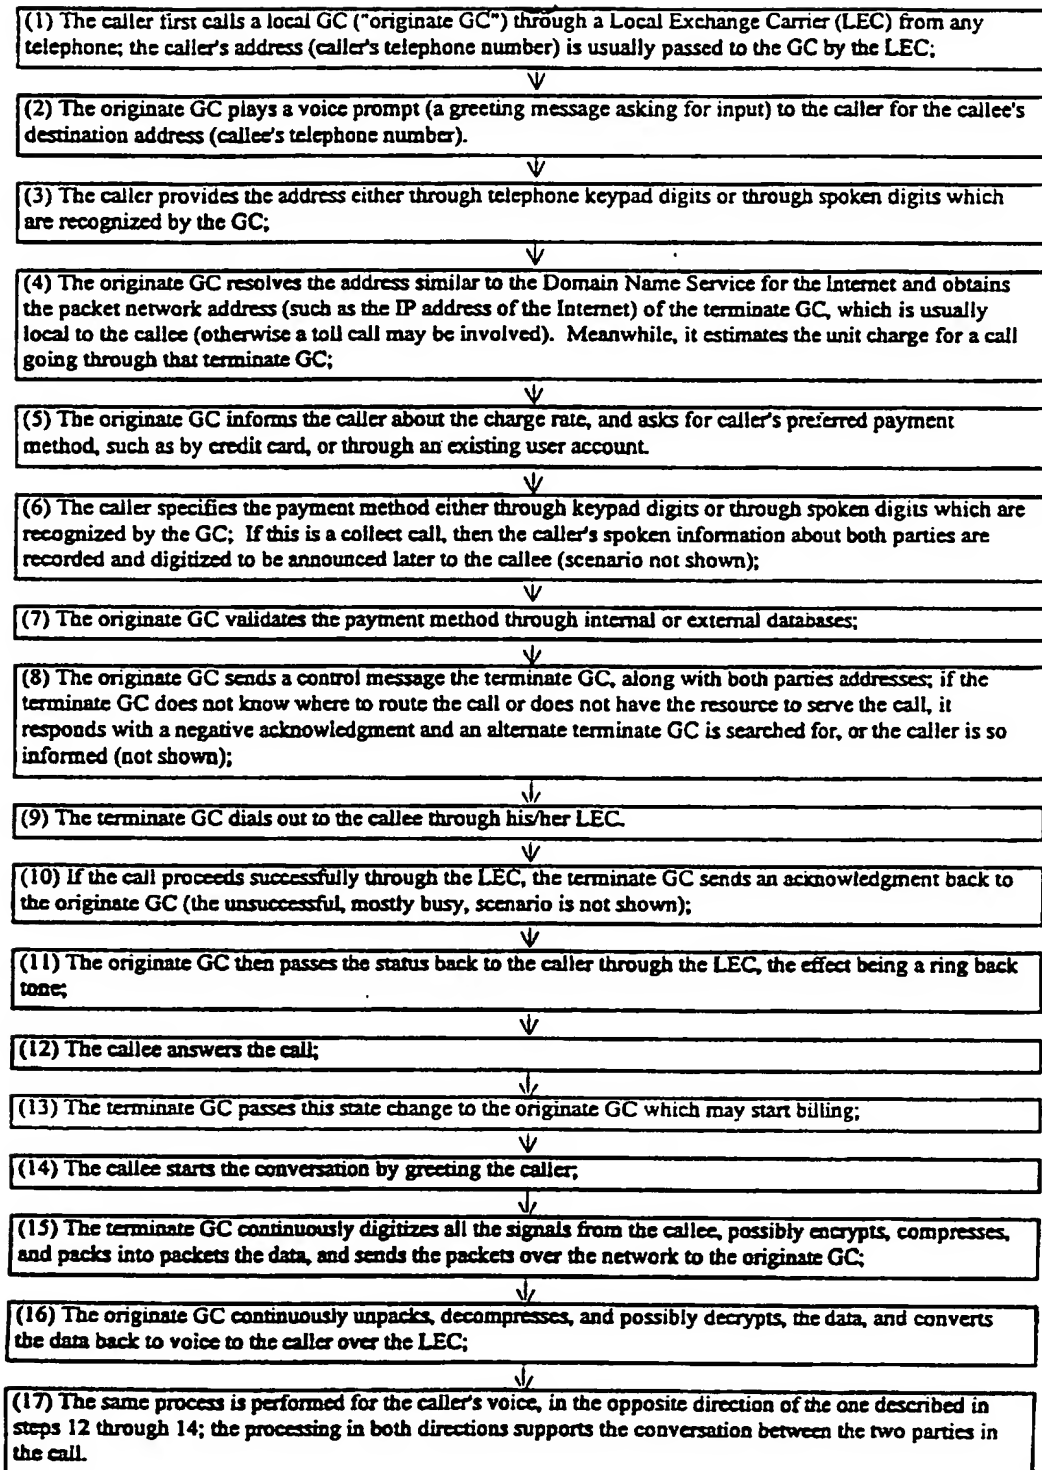 (1) The caller first calls a local GC ("originate GC") through a Local Exchange Carrier (LEC) from any
telephone; the caller's address (caller's telephone number) is usually passed to the GC by the LEC;
(2) The originate GC plays a voice prompt (a greeting message asking for input) to the caller for the callee's
destination address (callee's telephone number).
(3) The caller provides the address either through telephone keypad digits or through spoken digits which
are recognized by the GC;
(4) The originate GC resolves the address similar to the Domain Name Service for the Internet and obtains
the packet network address (such as the IP address of the Internet) of the terminate GC, which is usually
local to the callee (otherwise a toll call may be involved). Meanwhile, it estimates the unit charge for a call
going through that terminate GC;
(5) The originate GC informs the caller about the charge rate, and asks for caller's preferred payment
method, such as by credit card, or through an existing user account.
(6) The caller specifies the payment method either through keypad digits or through spoken digits which are
recognized by the GC; If this is a collect call, then the caller's spoken information about both parties are
recorded and digitized to be announced later to the callee (scenario not shown);
(7) The originate GC validates the payment method through internal or external databases;
(8) The originate GC sends a control message the terminate GC, along with both parties addresses; if the
terminate GC does not know where to route the call or does not have the resource to serve the call, it
responds with a negative acknowledgment and an alternate terminate GC is searched for, or the caller is so
informed (not shown);
(9) The terminate GC dials out to the callee through his/her LEC.
(10) If the call proceeds successfully through the LEC, the terminate GC sends an acknowledgment back to
the originate GC (the unsuccessful, mostly busy, scenario is not shown);
(11) The originate GC then passes the status back to the caller through the LEC, the effect being a ring back
tone;
(12) The callee answers the call;
(13) The terminate GC passes this state change to the originate GC which may start billing;
(14) The callee starts the conversation by greeting the caller;
(15) The terminate GC continuously digitizes all the signals from the callee, possibly encrypts, compresses,
and packs into packets the data, and sends the packets over the network to the originate GC;
(16) The originate GC continuously unpacks, decompresses, and possibly decrypts, the data, and converts
the data back to voice to the caller over the LEC;
(17) The same process is performed for the caller's voice, in the opposite direction of the one described in
steps 12 through 14; the processing in both directions supports the conversation between the two parties in
the call.